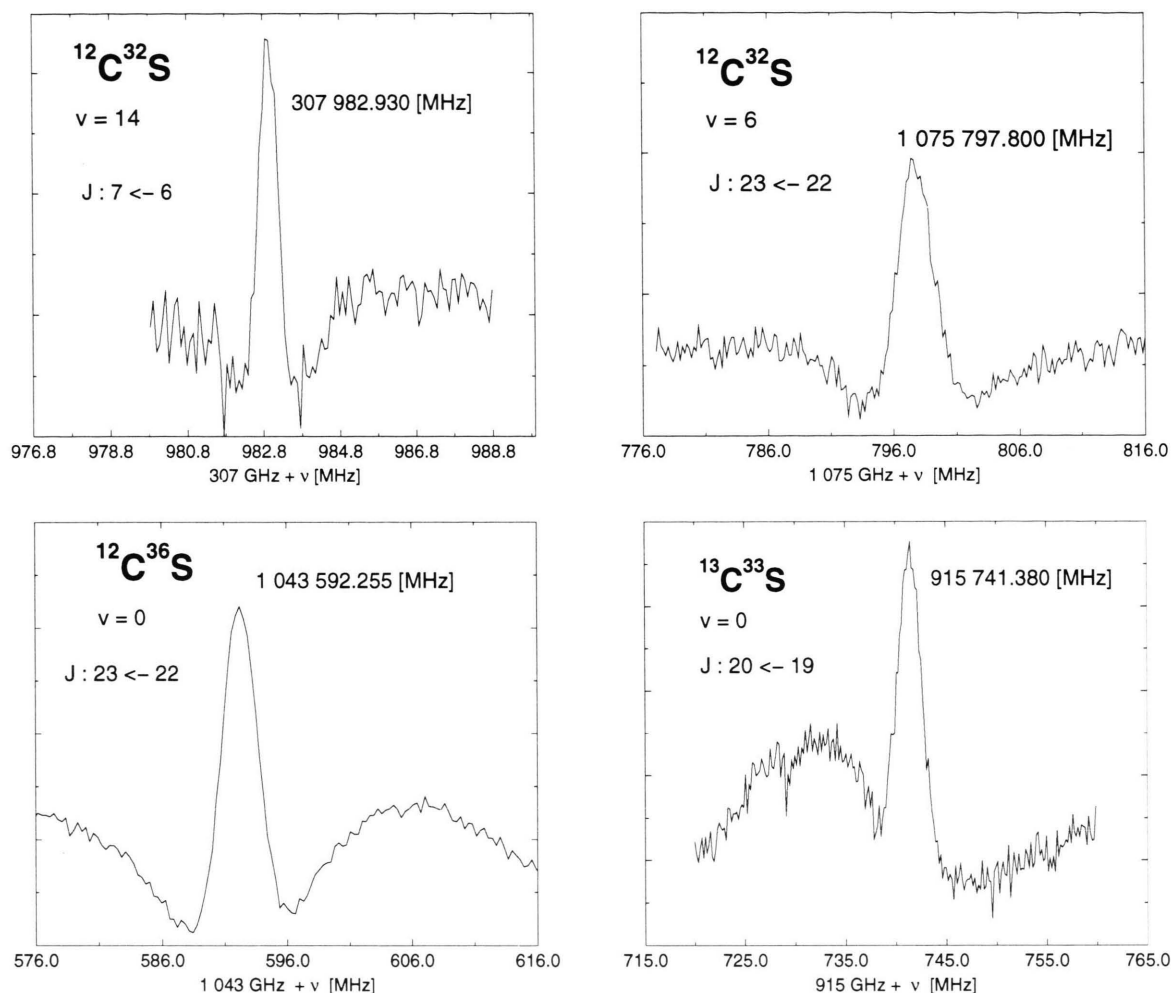 ¹²C³²S
v = 14
307 982.930 [MHz]
J : 7 <– 6
976.8 978.8 980.8 982.8 984.8 986.8 988.8
307 GHz + ν [MHz]
¹²C³²S
v = 6
1 075 797.800 [MHz]
J : 23 <– 22
776.0 786.0 796.0 806.0 816.0
1 075 GHz + ν [MHz]
¹²C³⁶S
1 043 592.255 [MHz]
v = 0
J : 23 <– 22
576.0 586.0 596.0 606.0 616.0
1 043 GHz + ν [MHz]
¹³C³³S
915 741.380 [MHz]
v = 0
J : 20 <– 19
715.0 725.0 735.0 745.0 755.0 765.0
915 GHz + ν [MHz]